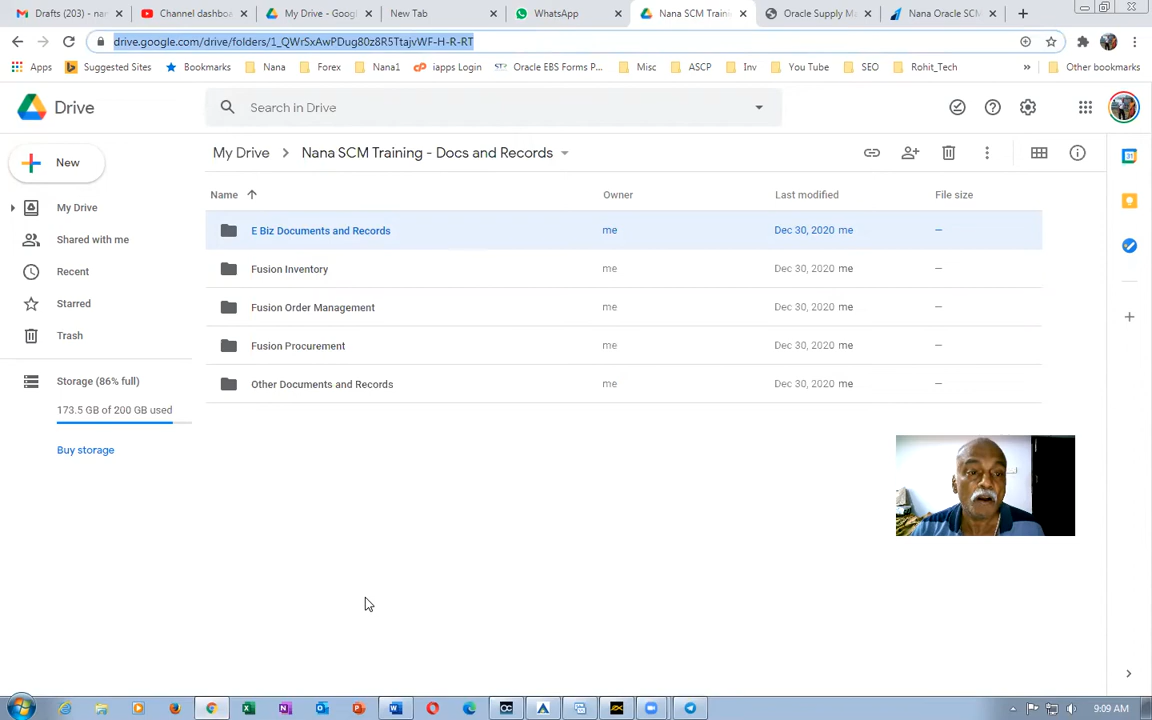 Drafts (203) - nan
Channel dashboa
My Drive - Googl
New Tab
WhatsApp
Nana SCM Traini
Oracle Supply Ma
Nana Oracle SCM
drive.google.com/drive/folders/1_QWrSxAwPDug80z8R5TtajvWF-H-R-RT
Apps
Suggested Sites
Bookmarks
Nana
Forex
Nana1
iapps Login
Oracle EBS Forms P...
Misc
ASCP
Inv
You Tube
SEO
Rohit_Tech
»
Other bookmarks
Drive
Search in Drive
New
My Drive
Nana SCM Training - Docs and Records
Name
Owner
Last modified
File size
E Biz Documents and Records
me
Dec 30, 2020 me
–
Fusion Inventory
me
Dec 30, 2020 me
–
Fusion Order Management
me
Dec 30, 2020 me
–
Fusion Procurement
me
Dec 30, 2020 me
–
Other Documents and Records
me
Dec 30, 2020 me
–
My Drive
Shared with me
Recent
Starred
Trash
Storage (86% full)
173.5 GB of 200 GB used
Buy storage
9:09 AM